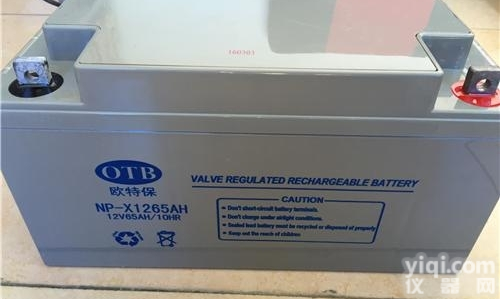 160303
OTB
欧特保
NP-X1265AH
12V65AH/10HR
VALVE REGULATED RECHARGEABLE BATTERY
CAUTION
Don't short-circuit battery terminals.
Don't charge under airtight conditions.
Sealed lead battery must be recycled or disposed of properly
Keep out the reach of children
yiqi.com
仪器网